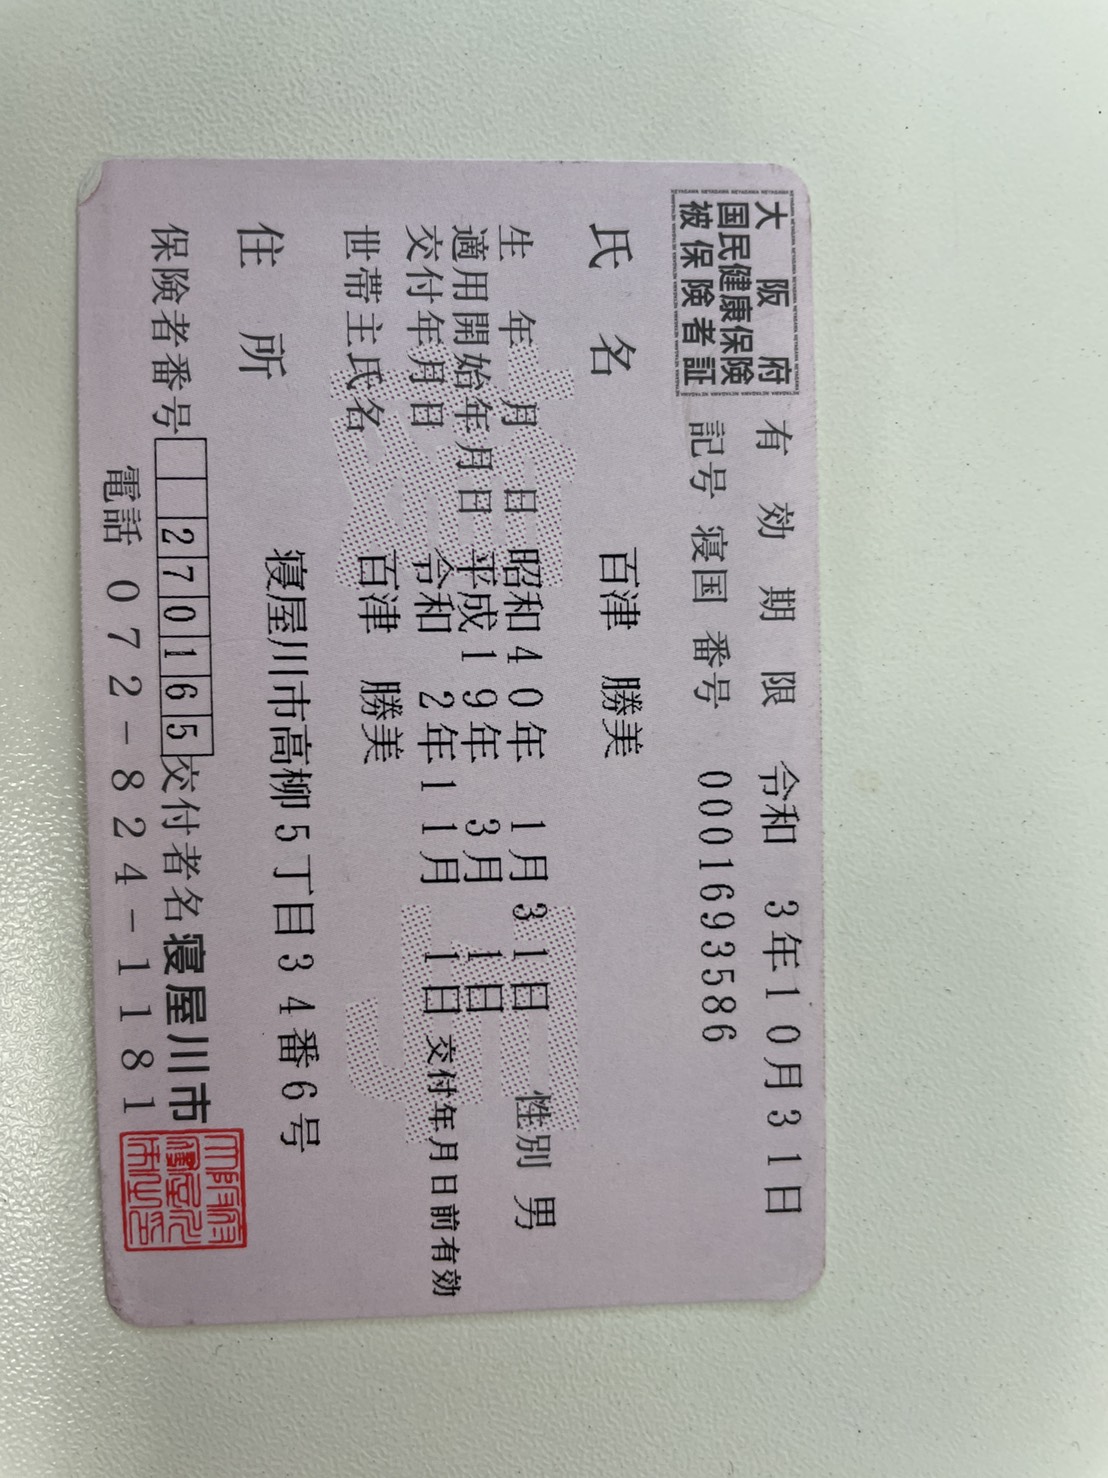 大阪府
国民健康保険
被保険者証
有効期限 令和 3年10月31日
記号 寝国 番号 0001693586
氏名 百津 勝美
生年月日 昭和40年 1月31日 性別 男
適用開始年月日 平成19年 3月 1日
交付年月日 令和 2年11月 1日 交付年月日前有効
世帯主氏名 百津 勝美
住所 寝屋川市高柳5丁目34番6号
保険者番号 270165 交付者名 寝屋川市
電話 072-824-1181